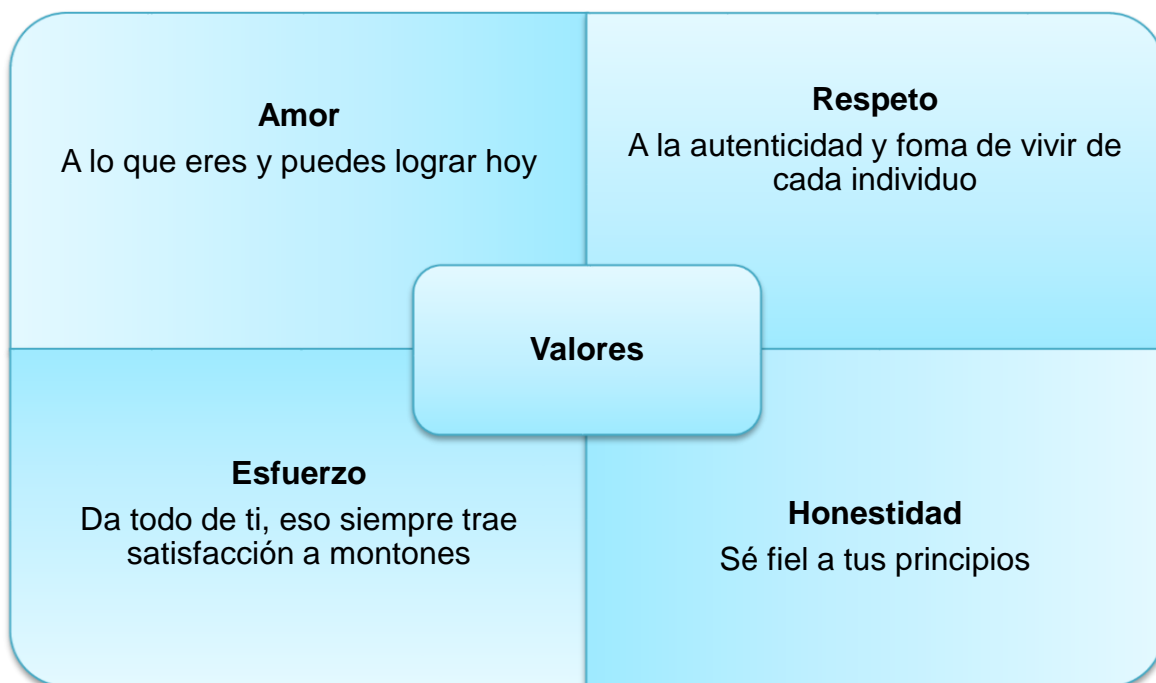 Amor
A lo que eres y puedes lograr hoy
Respeto
A la autenticidad y foma de vivir de
cada individuo
Valores
Esfuerzo
Da todo de ti, eso siempre trae
satisfacción a montones
Honestidad
Sé fiel a tus principios